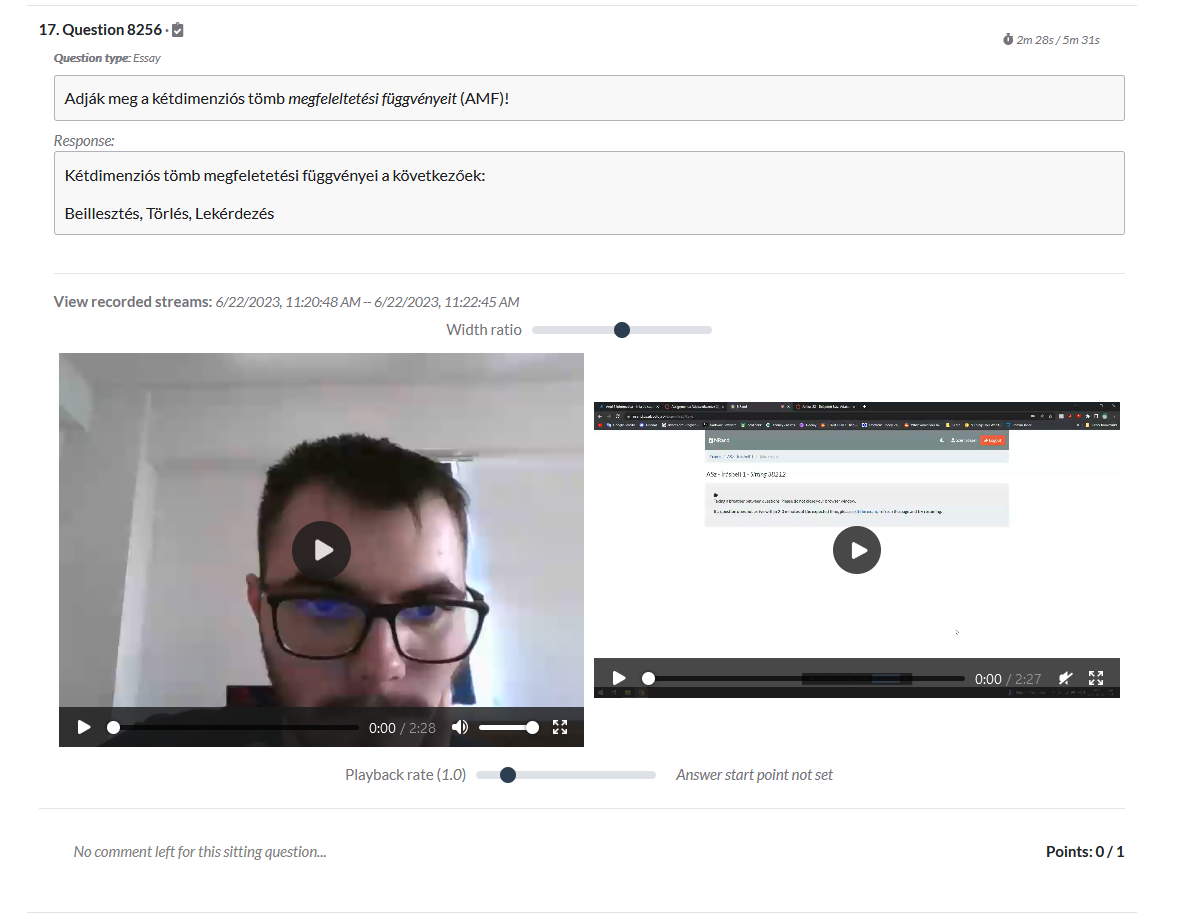 17. Question 8256 ·
2m 28s / 5m 31s
Question type: Essay
Adják meg a kétdimenziós tömb megfeleltetési függvényeit (AMF)!
Response:
Kétdimenziós tömb megfeletetési függvényei a következőek:
Beillesztés, Törlés, Lekérdezés
View recorded streams: 6/22/2023, 11:20:48 AM -- 6/22/2023, 11:22:45 AM
Width ratio
0:00 / 2:28
0:00 / 2:27
Playback rate (1.0)
Answer start point not set
No comment left for this sitting question...
Points: 0 / 1